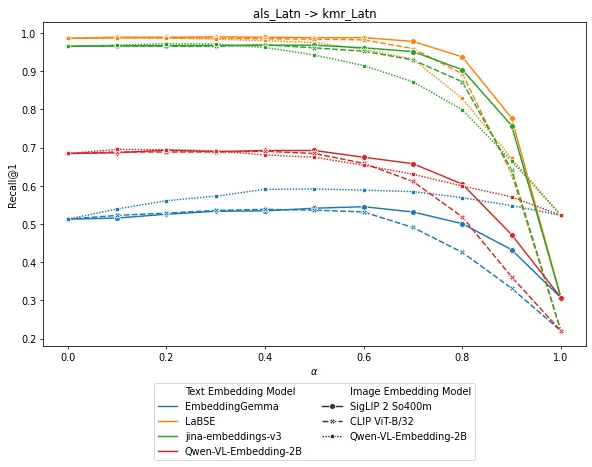 als_Latn -> kmr_Latn
1.0
0.9
0.8
0.7
0.6
0.5
0.4
0.3
0.2
Recall@1
0.0 0.2 0.4 0.6 0.8 1.0
α
Text Embedding Model
EmbeddingGemma
LaBSE
jina-embeddings-v3
Qwen-VL-Embedding-2B
Image Embedding Model
SigLIP 2 So400m
CLIP ViT-B/32
Qwen-VL-Embedding-2B